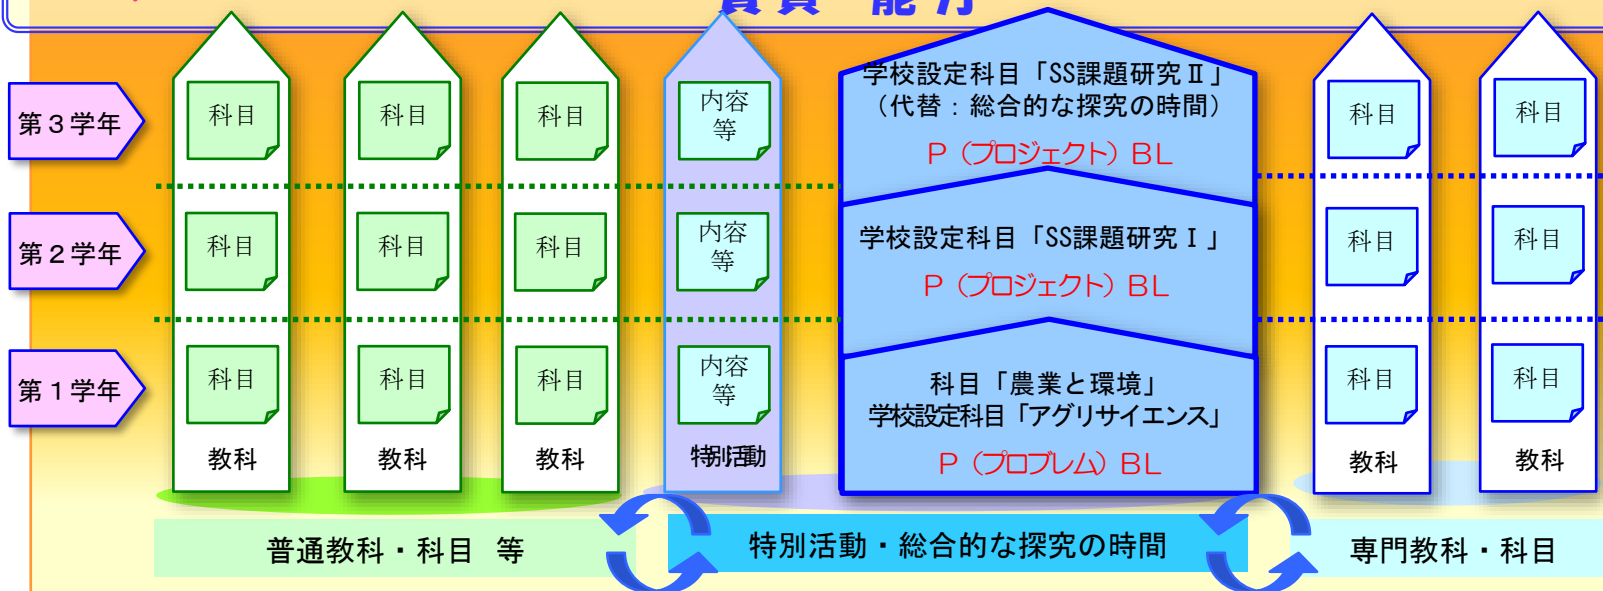 学校設定科目「SS課題研究Ⅱ」
（代替：総合的な探究の時間）
Ｐ（プロジェクト）ＢＬ
第３学年
科目
科目
科目
内容
等
科目
科目
学校設定科目「SS課題研究Ⅰ」
Ｐ（プロジェクト）ＢＬ
第２学年
科目
科目
科目
内容
等
科目
科目
科目「農業と環境」
学校設定科目「アグリサイエンス」
Ｐ（プロブレム）ＢＬ
第１学年
科目
科目
科目
内容
等
科目
科目
教科
教科
教科
特別活動
教科
教科
普通教科・科目　等
特別活動・総合的な探究の時間
専門教科・科目